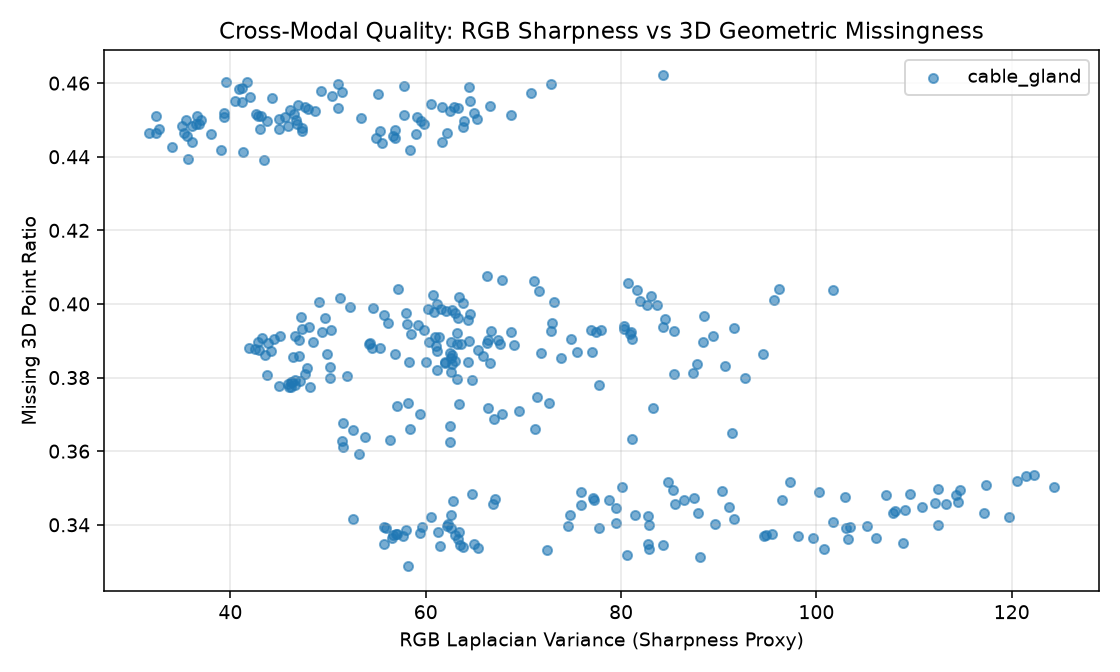 Cross-Modal Quality: RGB Sharpness vs 3D Geometric Missingness
cable_gland
0.46
0.44
0.42
0.40
0.38
0.36
0.34
Missing 3D Point Ratio
40 60 80 100 120
RGB Laplacian Variance (Sharpness Proxy)